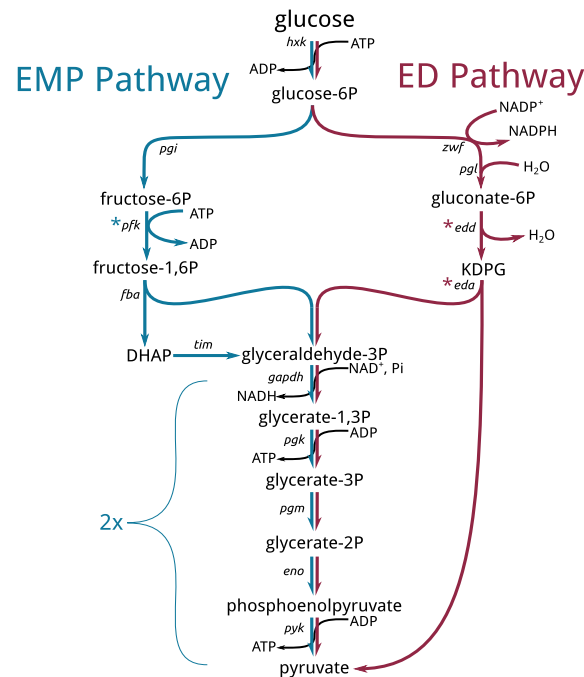 glucose
hxk
ATP
ADP
EMP Pathway
ED Pathway
glucose-6P
NADP⁺
NADPH
pgi
zwf
pgl
H₂O
fructose-6P
gluconate-6P
ATP
*pfk
*edd
H₂O
ADP
fructose-1,6P
KDPG
fba
*eda
DHAP
tim
glyceraldehyde-3P
gapdh
NAD⁺, Pi
NADH
glycerate-1,3P
pgk
ADP
ATP
glycerate-3P
pgm
2x
glycerate-2P
eno
phosphoenolpyruvate
pyk
ADP
ATP
pyruvate